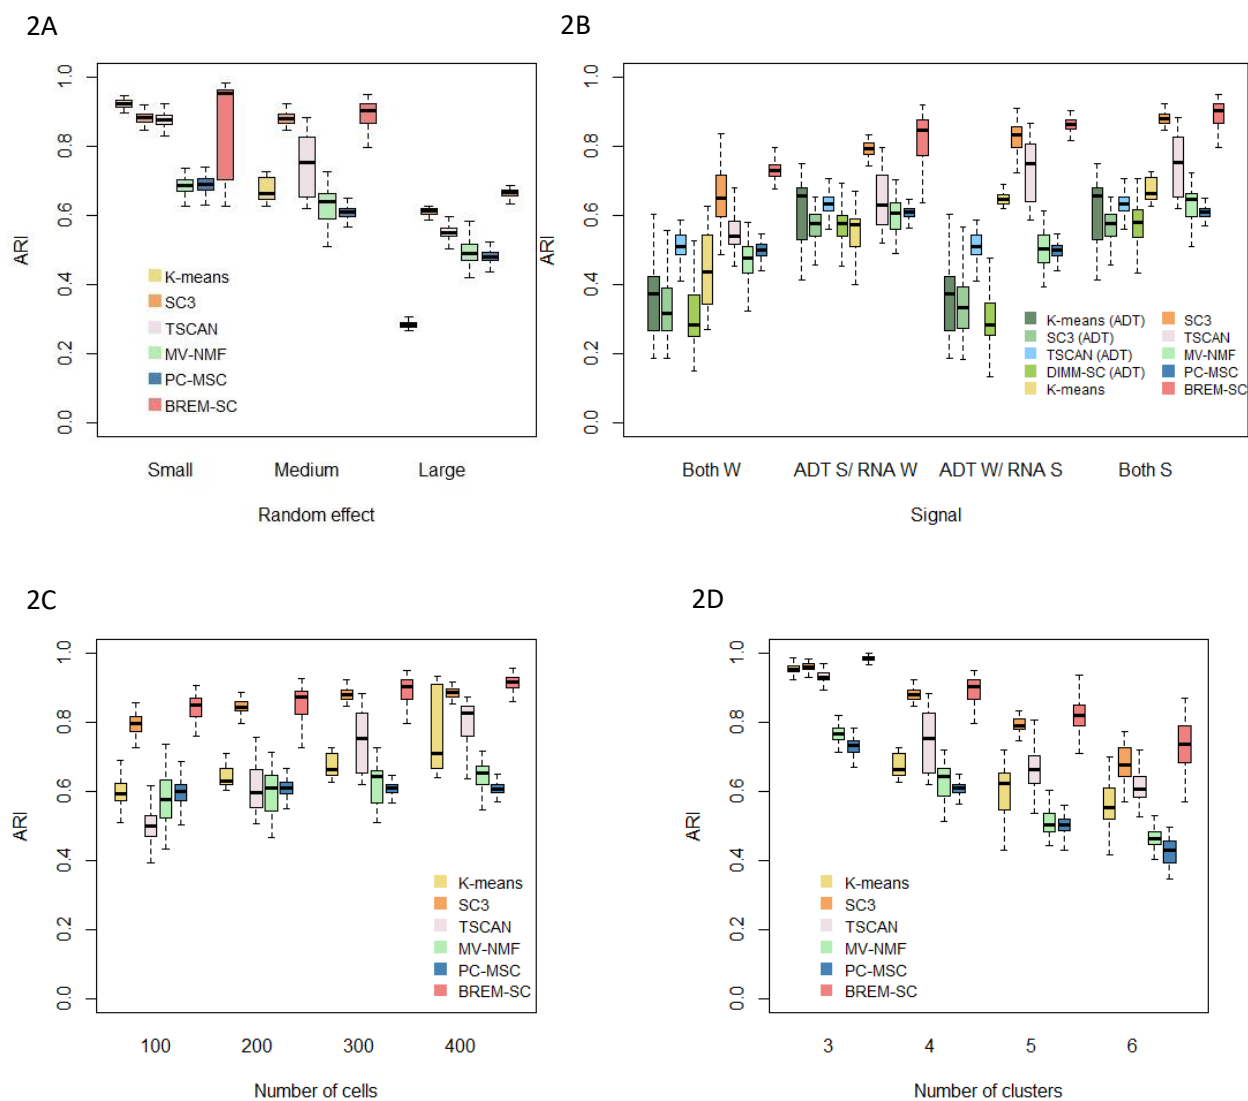 2A
1.0
0.8
0.6
0.4
0.2
0.0
ARI
K-means
SC3
TSCAN
MV-NMF
PC-MSC
BREM-SC
Small Medium Large
Random effect
2B
1.0
0.8
0.6
0.4
0.2
0.0
ARI
K-means (ADT)
SC3 (ADT)
TSCAN (ADT)
DIMM-SC (ADT)
K-means
SC3
TSCAN
MV-NMF
PC-MSC
BREM-SC
Both W ADT S/ RNA W ADT W/ RNA S Both S
Signal
2C
1.0
0.8
0.6
0.4
0.2
0.0
ARI
K-means
SC3
TSCAN
MV-NMF
PC-MSC
BREM-SC
100 200 300 400
Number of cells
2D
1.0
0.8
0.6
0.4
0.2
0.0
ARI
K-means
SC3
TSCAN
MV-NMF
PC-MSC
BREM-SC
3 4 5 6
Number of clusters